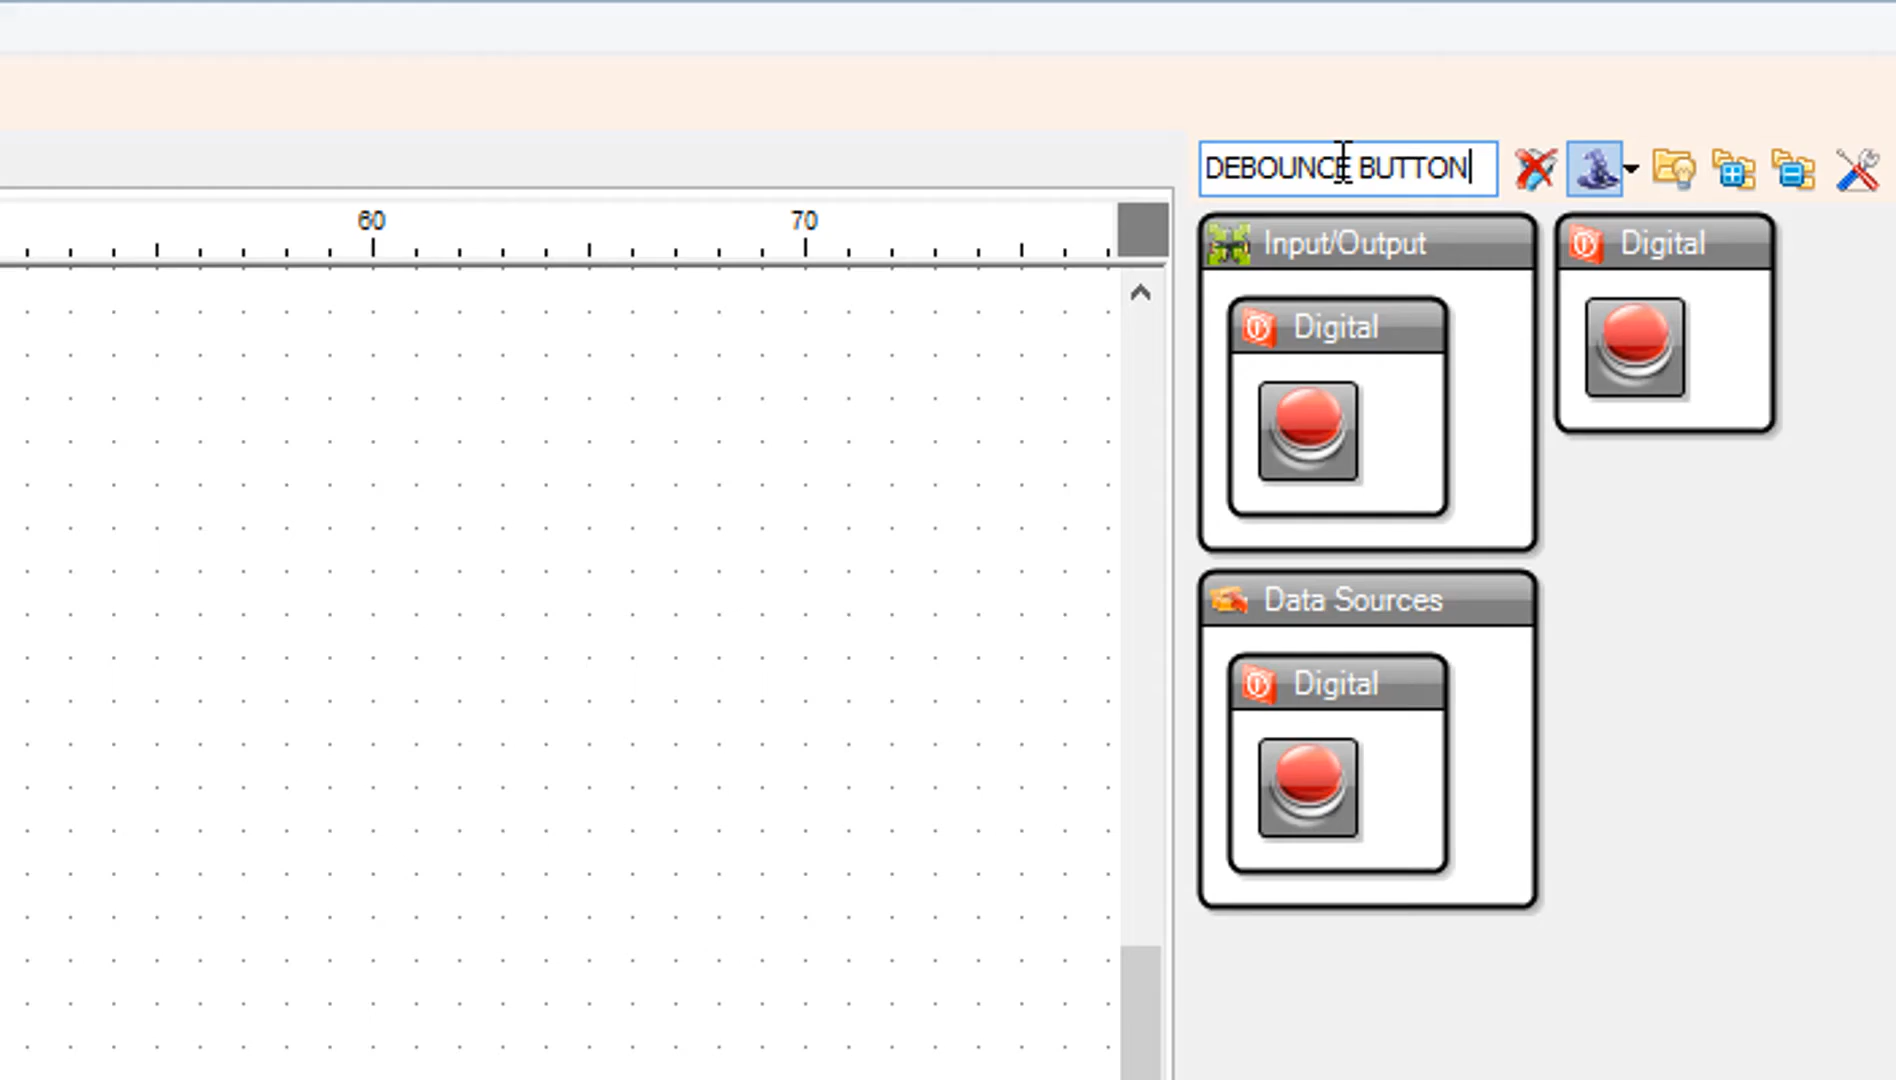 DEBOUNCE BUTTON
60 70
Input/Output
Digital
Digital
Data Sources
Digital